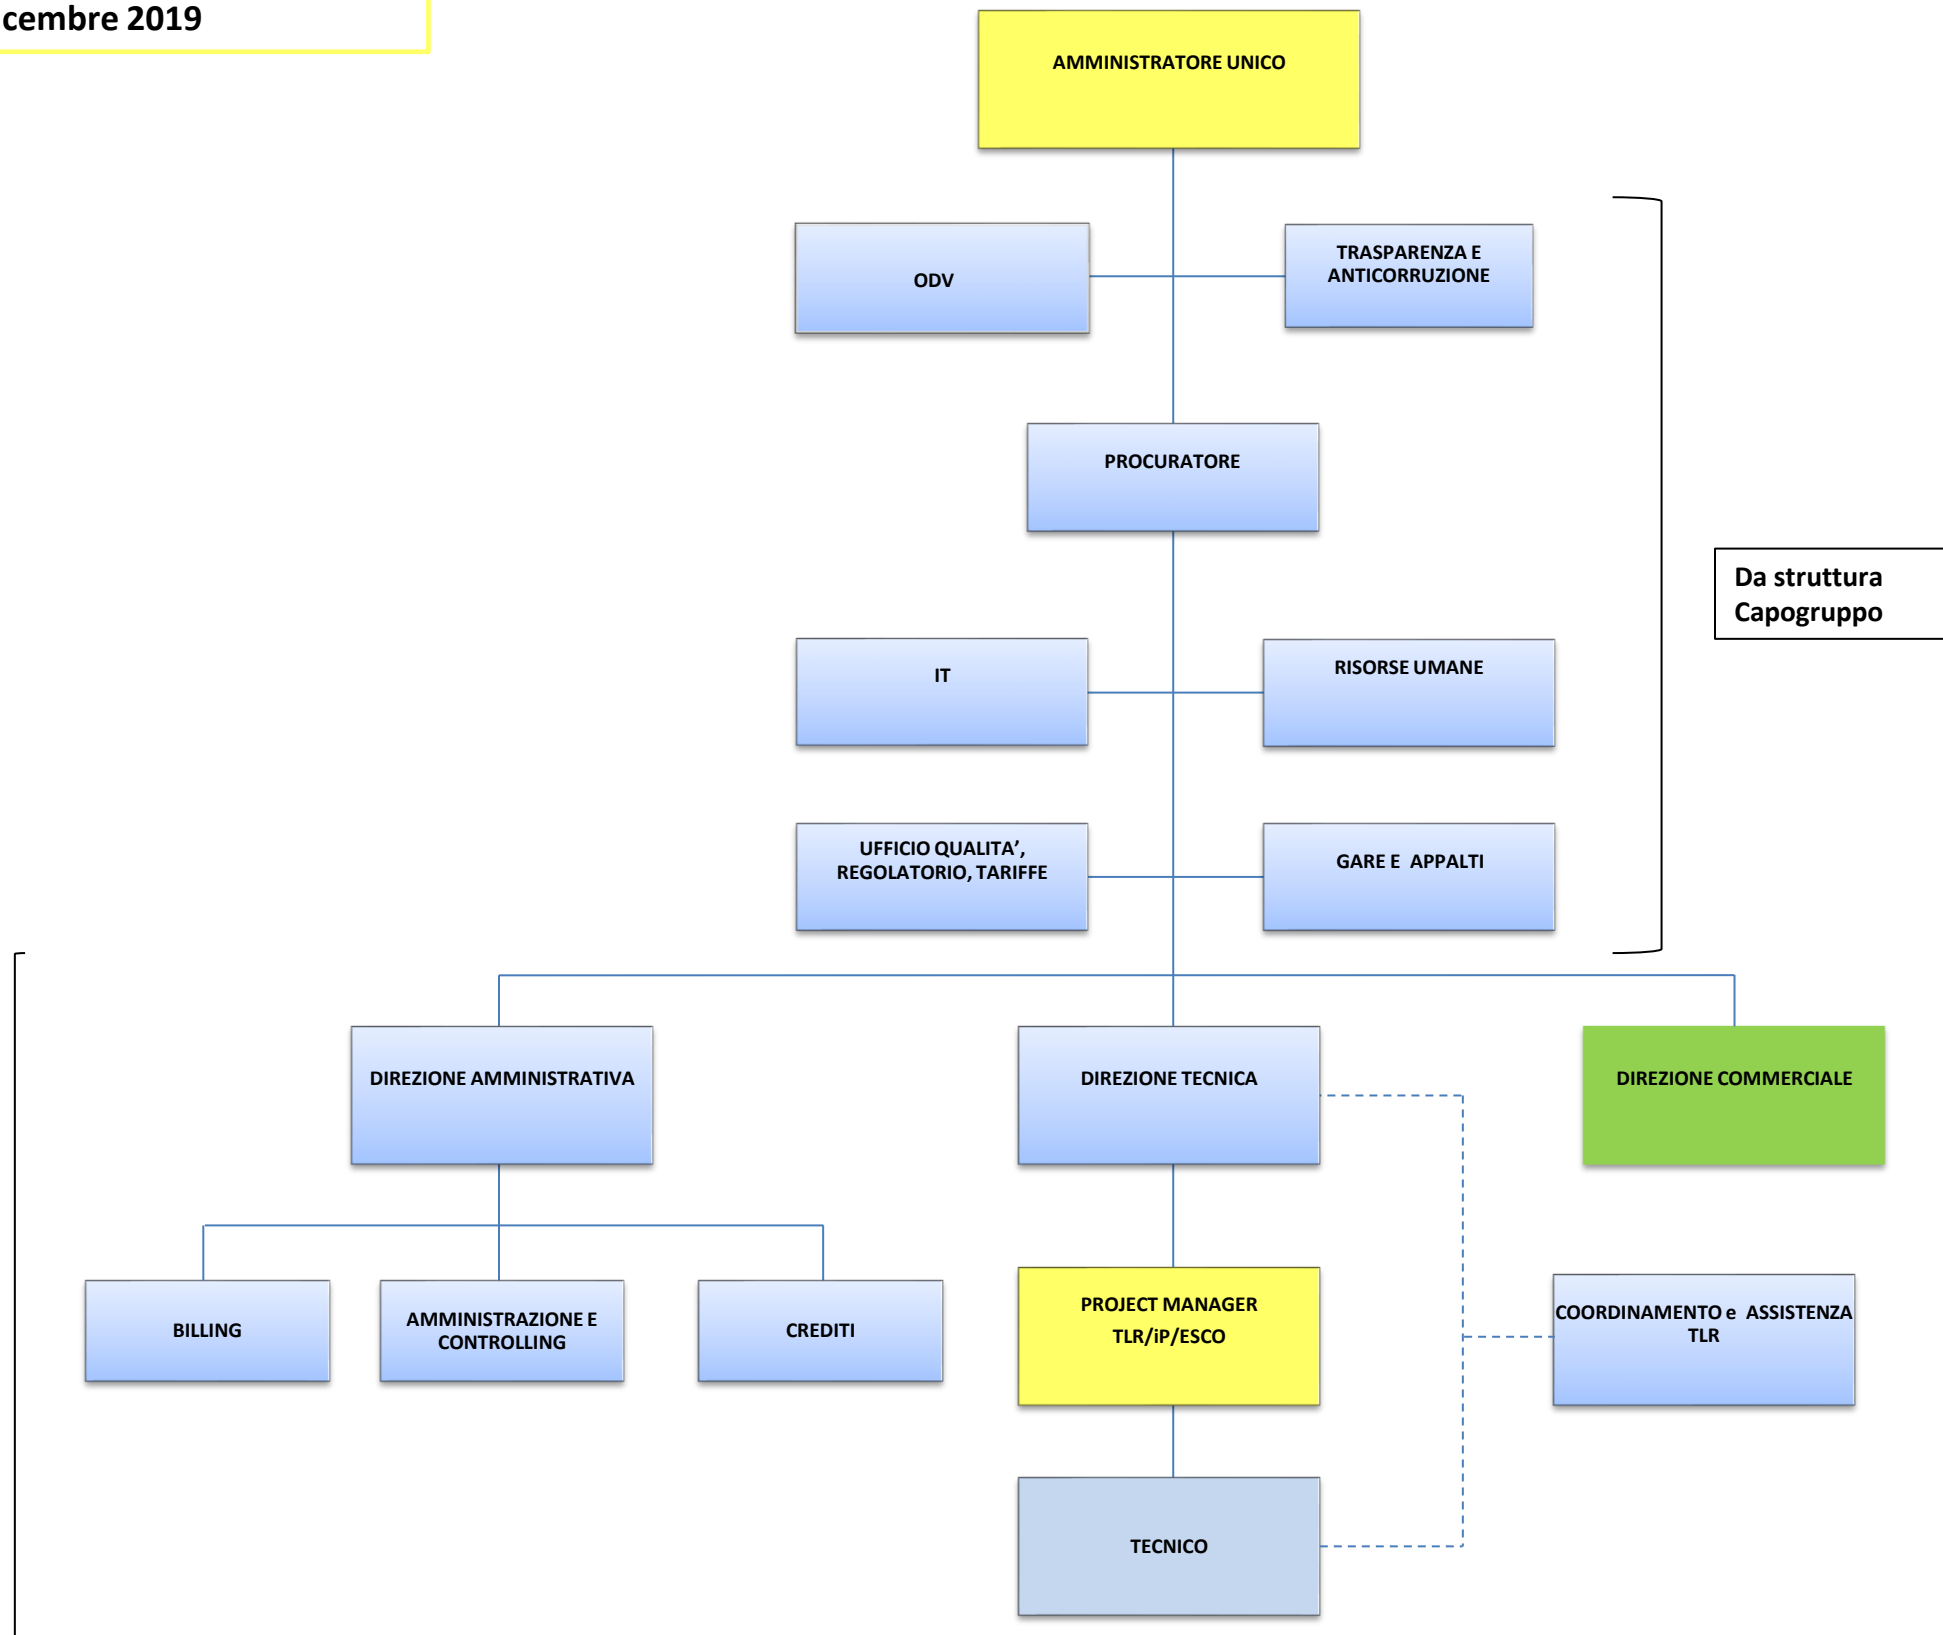 cembre 2019
AMMINISTRATORE UNICO
ODV
TRASPARENZA E
ANTICORRUZIONE
PROCURATORE
Da struttura
Capogruppo
IT
RISORSE UMANE
UFFICIO QUALITA’,
REGOLATORIO, TARIFFE
GARE E APPALTI
DIREZIONE AMMINISTRATIVA
DIREZIONE TECNICA
DIREZIONE COMMERCIALE
BILLING
AMMINISTRAZIONE E
CONTROLLING
CREDITI
PROJECT MANAGER
TLR/iP/ESCO
COORDINAMENTO e ASSISTENZA
TLR
TECNICO